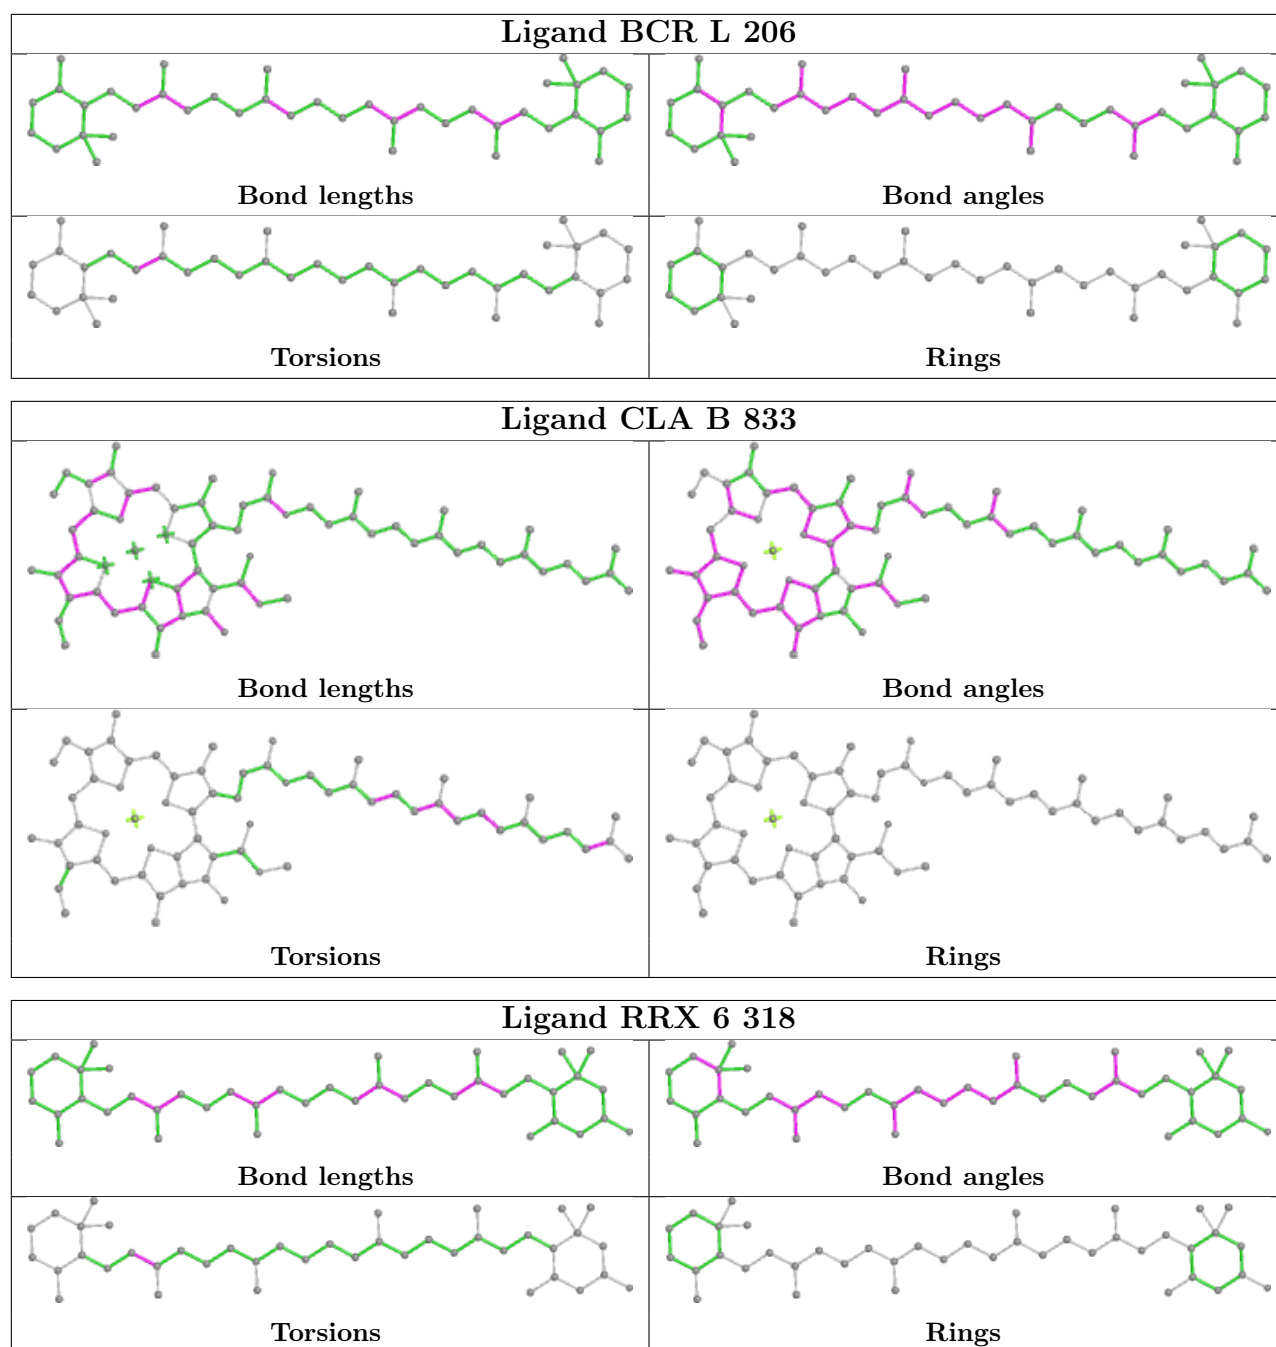 Ligand BCR L 206
Bond lengths
Bond angles
Torsions
Rings
Ligand CLA B 833
Bond lengths
Bond angles
Torsions
Rings
Ligand RRX 6 318
Bond lengths
Bond angles
Torsions
Rings